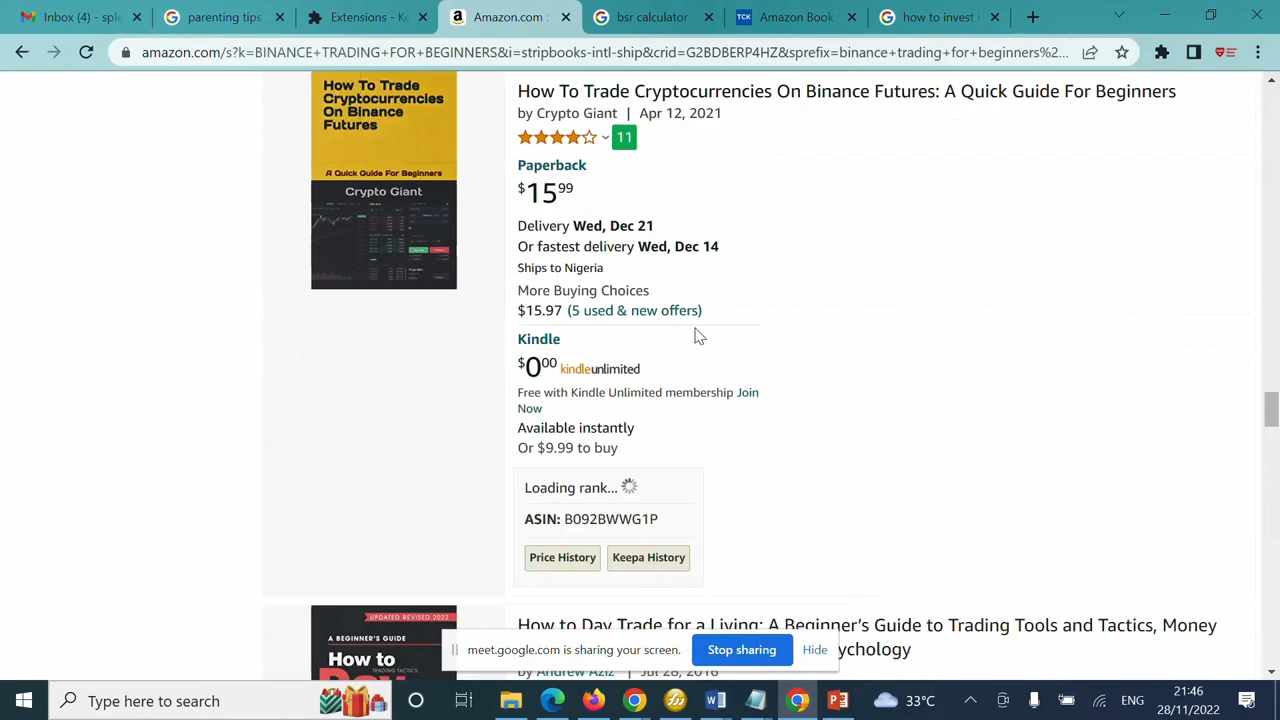 Inbox (4) - sple
parenting tips
Extensions - Ke
Amazon.com :
bsr calculator
TCK
Amazon Book
how to invest
amazon.com/s?k=BINANCE+TRADING+FOR+BEGINNERS&i=stripbooks-intl-ship&crid=G2BDBERP4HZ&sprefix=binance+trading+for+beginners%2...
How To Trade
Cryptocurrencies
On Binance
Futures
A Quick Guide For Beginners
Crypto Giant
How To Trade Cryptocurrencies On Binance Futures: A Quick Guide For Beginners
by Crypto Giant | Apr 12, 2021
11
Paperback
$15 99
Delivery Wed, Dec 21
Or fastest delivery Wed, Dec 14
Ships to Nigeria
More Buying Choices
$15.97 (5 used & new offers)
Kindle
$0 00 kindleunlimited
Free with Kindle Unlimited membership Join
Now
Available instantly
Or $9.99 to buy
Loading rank...
ASIN: B092BWWG1P
Price History
Keepa History
UPDATED REVISED 2022
A BEGINNER'S GUIDE
How to
TRADING TACTICS
Day
How to Day Trade for a Living: A Beginner's Guide to Trading Tools and Tactics, Money
ychology
by Andrew Aziz | Jul 28, 2016
meet.google.com is sharing your screen.
Stop sharing
Hide
Type here to search
33°C
ENG
21:46
28/11/2022